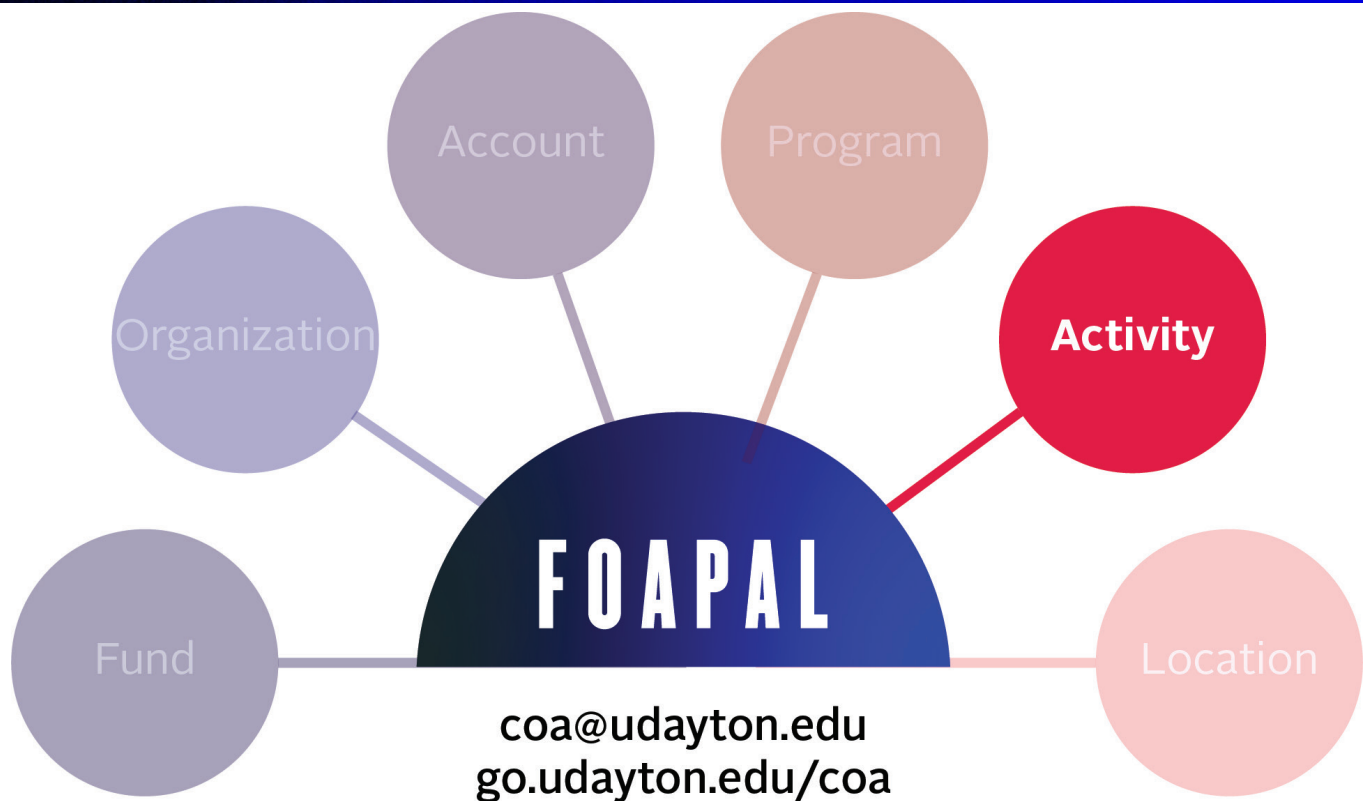 Account
Program
Organization
Activity
FOAPAL
Fund
Location
coa@udayton.edu
go.udayton.edu/coa